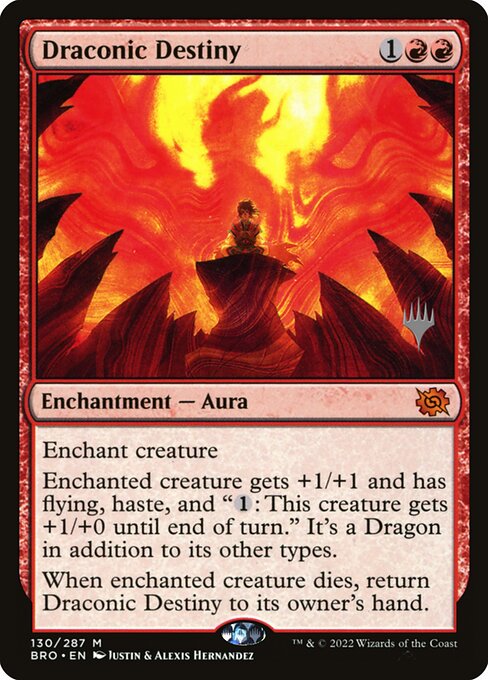 Draconic Destiny 1
Enchantment — Aura
Enchant creature
Enchanted creature gets +1/+1 and has
flying, haste, and “1: This creature gets
+1/+0 until end of turn.” It’s a Dragon
in addition to its other types.
When enchanted creature dies, return
Draconic Destiny to its owner’s hand.
130/287 M
™ & © 2022 Wizards of the Coast
BRO • EN Justin & Alexis Hernandez